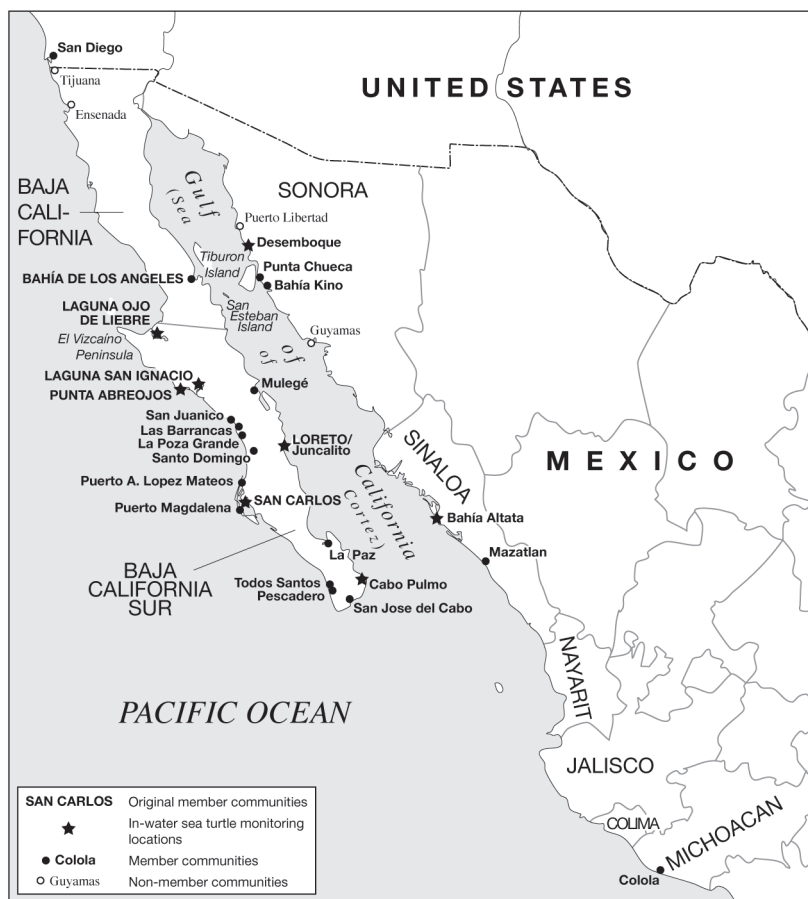 San Diego
Tijuana
Ensenada
UNITED STATES
BAJA
CALI-
FORNIA
Gulf
(Sea
SONORA
Puerto Libertad
Desemboque
Tiburon
Island
Punta Chueca
Bahía Kino
BAHÍA DE LOS ANGELES
San
Esteban
Island
LAGUNA OJO
DE LIEBRE
El Vizcaíno
Peninsula
Guyamas
of
of
LAGUNA SAN IGNACIO
PUNTA ABREOJOS
Mulegé
San Juanico
Las Barrancas
La Poza Grande
Santo Domingo
LORETO/
Juncalito
SINALOA
MEXICO
California
Cortez)
Puerto A. Lopez Mateos
SAN CARLOS
Puerto Magdalena
Bahía Altata
La Paz
Mazatlan
BAJA
CALIFORNIA
SUR
Todos Santos
Pescadero
Cabo Pulmo
San Jose del Cabo
NAYARIT
PACIFIC OCEAN
JALISCO
COLIMA
MICHOACAN
Colola
SAN CARLOS Original member communities
In-water sea turtle monitoring
locations
Colola Member communities
Guyamas Non-member communities